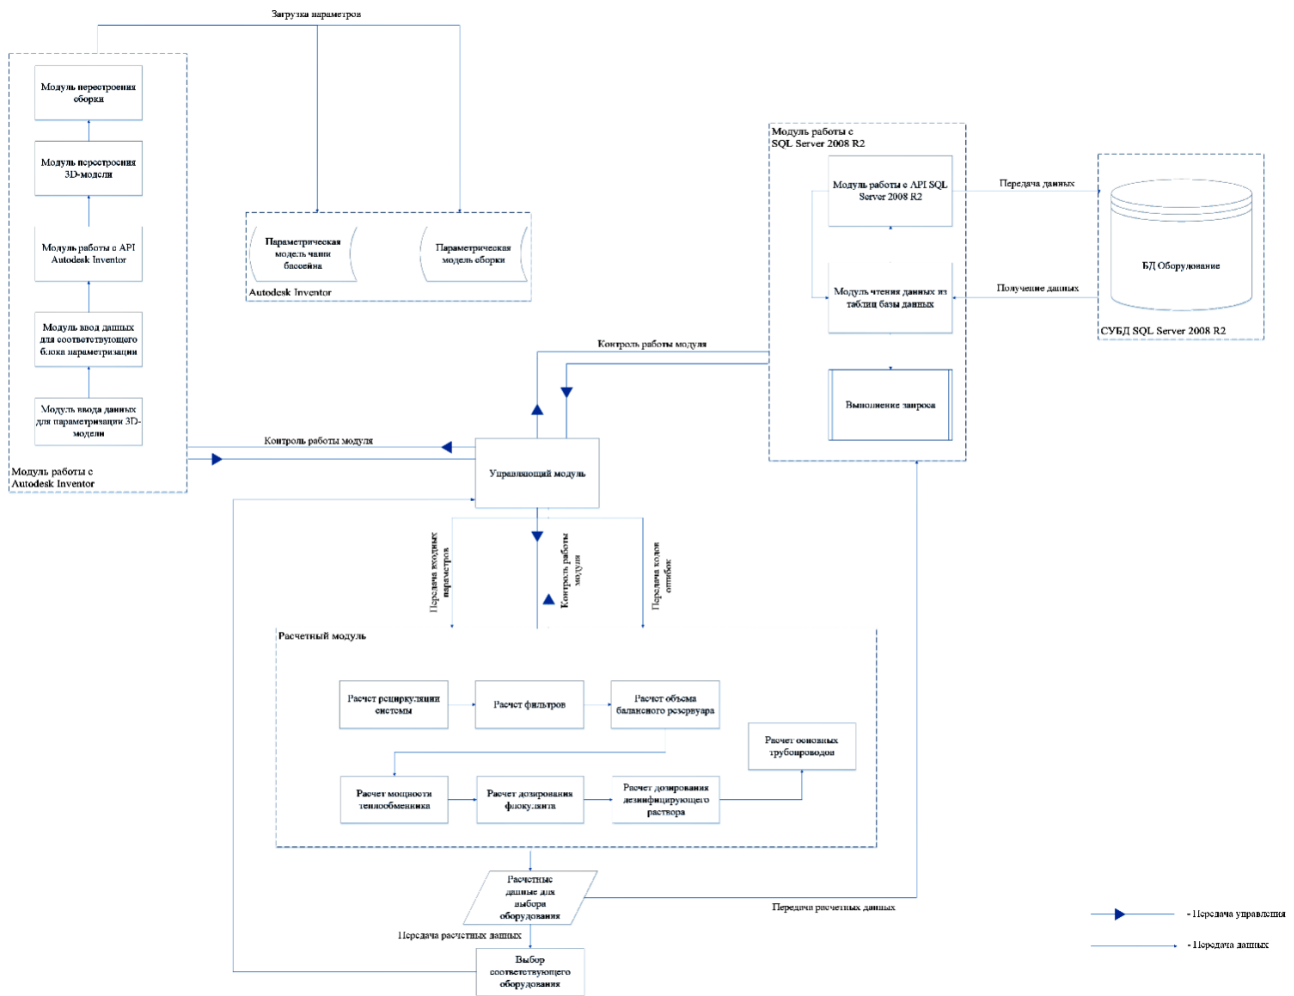 Загрузка параметров
Модуль перестроения
сборки
Модуль перестроения
3D-модели
Модуль работы с API
Autodesk Inventor
Модуль ввод данных
для соответствующего
блока параметризации
Модуль ввода данных
для параметризации 3D-
модели
Модуль работы с
Autodesk Inventor
Параметрическая
модель чаши
бассейна
Параметрическая
модель сборки
Autodesk Inventor
Модуль работы с
SQL Server 2008 R2
Модуль работы с API SQL
Server 2008 R2
Модуль чтения данных из
таблиц базы данных
Выполнение запроса
Передача данных
Получение данных
БД Оборудование
СУБД SQL Server 2008 R2
Контроль работы модуля
Контроль работы модуля
Управляющий модуль
Передача входных
параметров
Контроль работы
модуля
Передача кодов
ошибок
Расчетный модуль
Расчет рециркуляции
системы
Расчет фильтров
Расчет объема
балансного резервуара
Расчет основных
трубопроводов
Расчет мощности
теплообменника
Расчет дозирования
флокулянта
Расчет дозирования
дезинфицирующего
раствора
Расчетные
данные для
выбора
оборудования
Передача расчетных данных
Передача расчетных данных
Выбор
соответствующего
оборудования
- Передача управления
- Передача данных